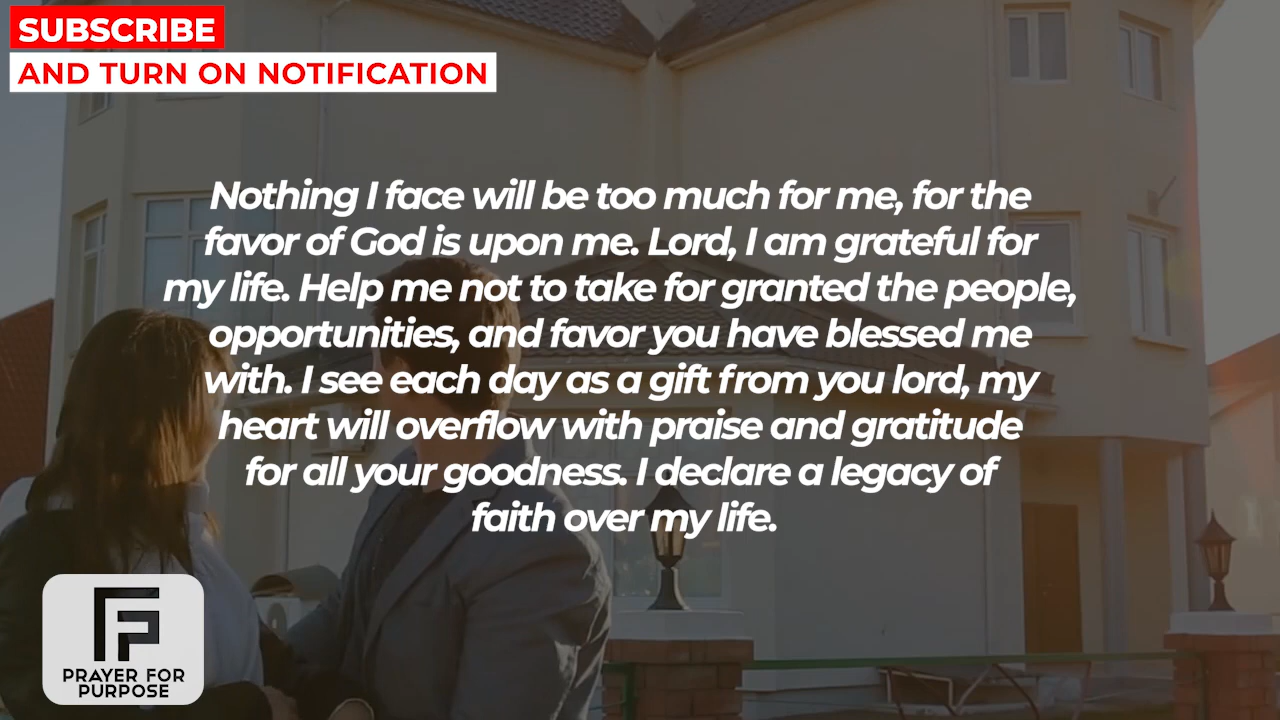 SUBSCRIBE
AND TURN ON NOTIFICATION
Nothing I face will be too much for me, for the
favor of God is upon me. Lord, I am grateful for
my life. Help me not to take for granted the people,
opportunities, and favor you have blessed me
with. I see each day as a gift from you lord, my
heart will overflow with praise and gratitude
for all your goodness. I declare a legacy of
faith over my life.
PRAYER FOR
PURPOSE